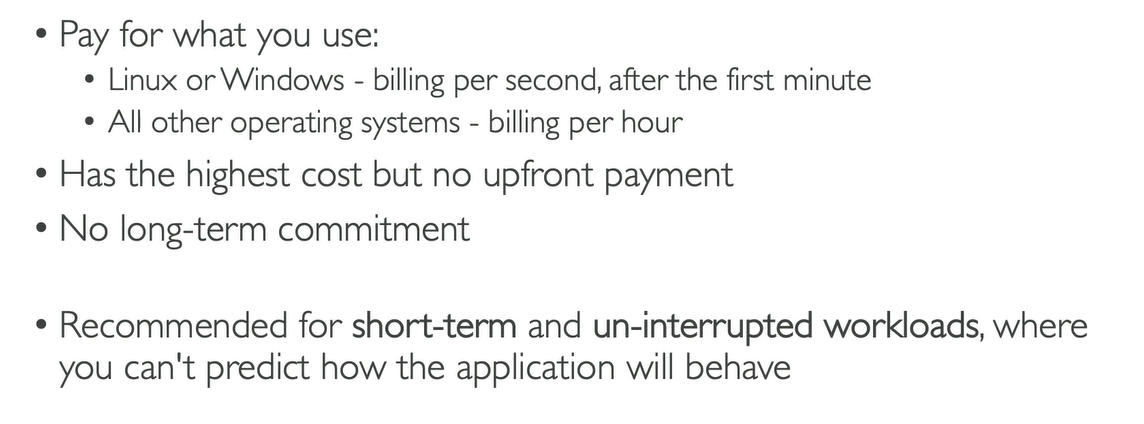 • Pay for what you use:
• Linux or Windows - billing per second, after the first minute
• All other operating systems - billing per hour
• Has the highest cost but no upfront payment
• No long-term commitment
• Recommended for short-term and un-interrupted workloads, where
you can't predict how the application will behave